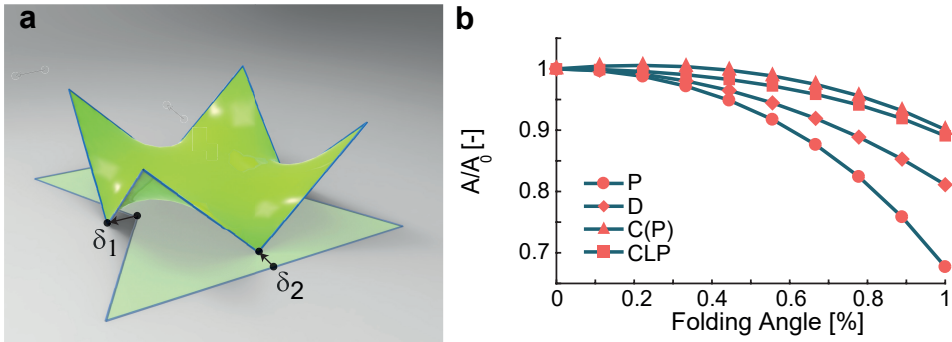 a
δ1
δ2
b
A/A0 [-]
1
0.9
0.8
0.7
P
D
C(P)
CLP
0
0.2
0.4
0.6
0.8
1
Folding Angle [%]